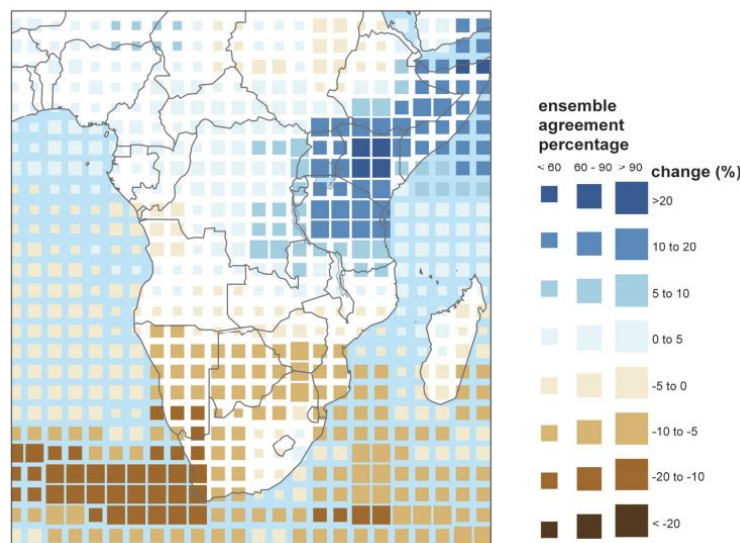 ensemble
agreement
percentage
< 60 60 - 90 > 90 change (%)
>20
10 to 20
5 to 10
0 to 5
-5 to 0
-10 to -5
-20 to -10
< -20